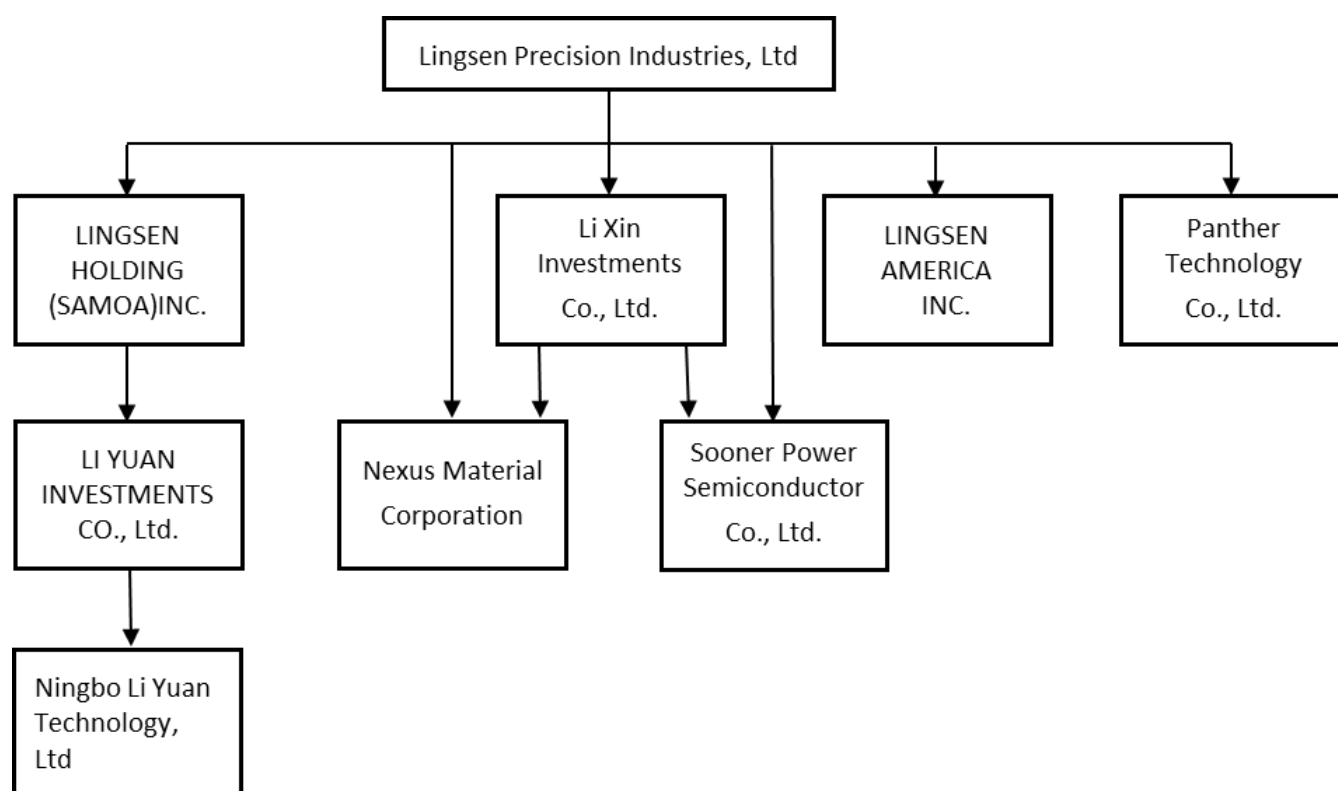 Lingsen Precision Industries, Ltd
LINGSEN
HOLDING
(SAMOA)INC.
Li Xin
Investments
Co., Ltd.
LINGSEN
AMERICA
INC.
Panther
Technology
Co., Ltd.
LI YUAN
INVESTMENTS
CO., Ltd.
Nexus Material
Corporation
Sooner Power
Semiconductor
Co., Ltd.
Ningbo Li Yuan
Technology,
Ltd